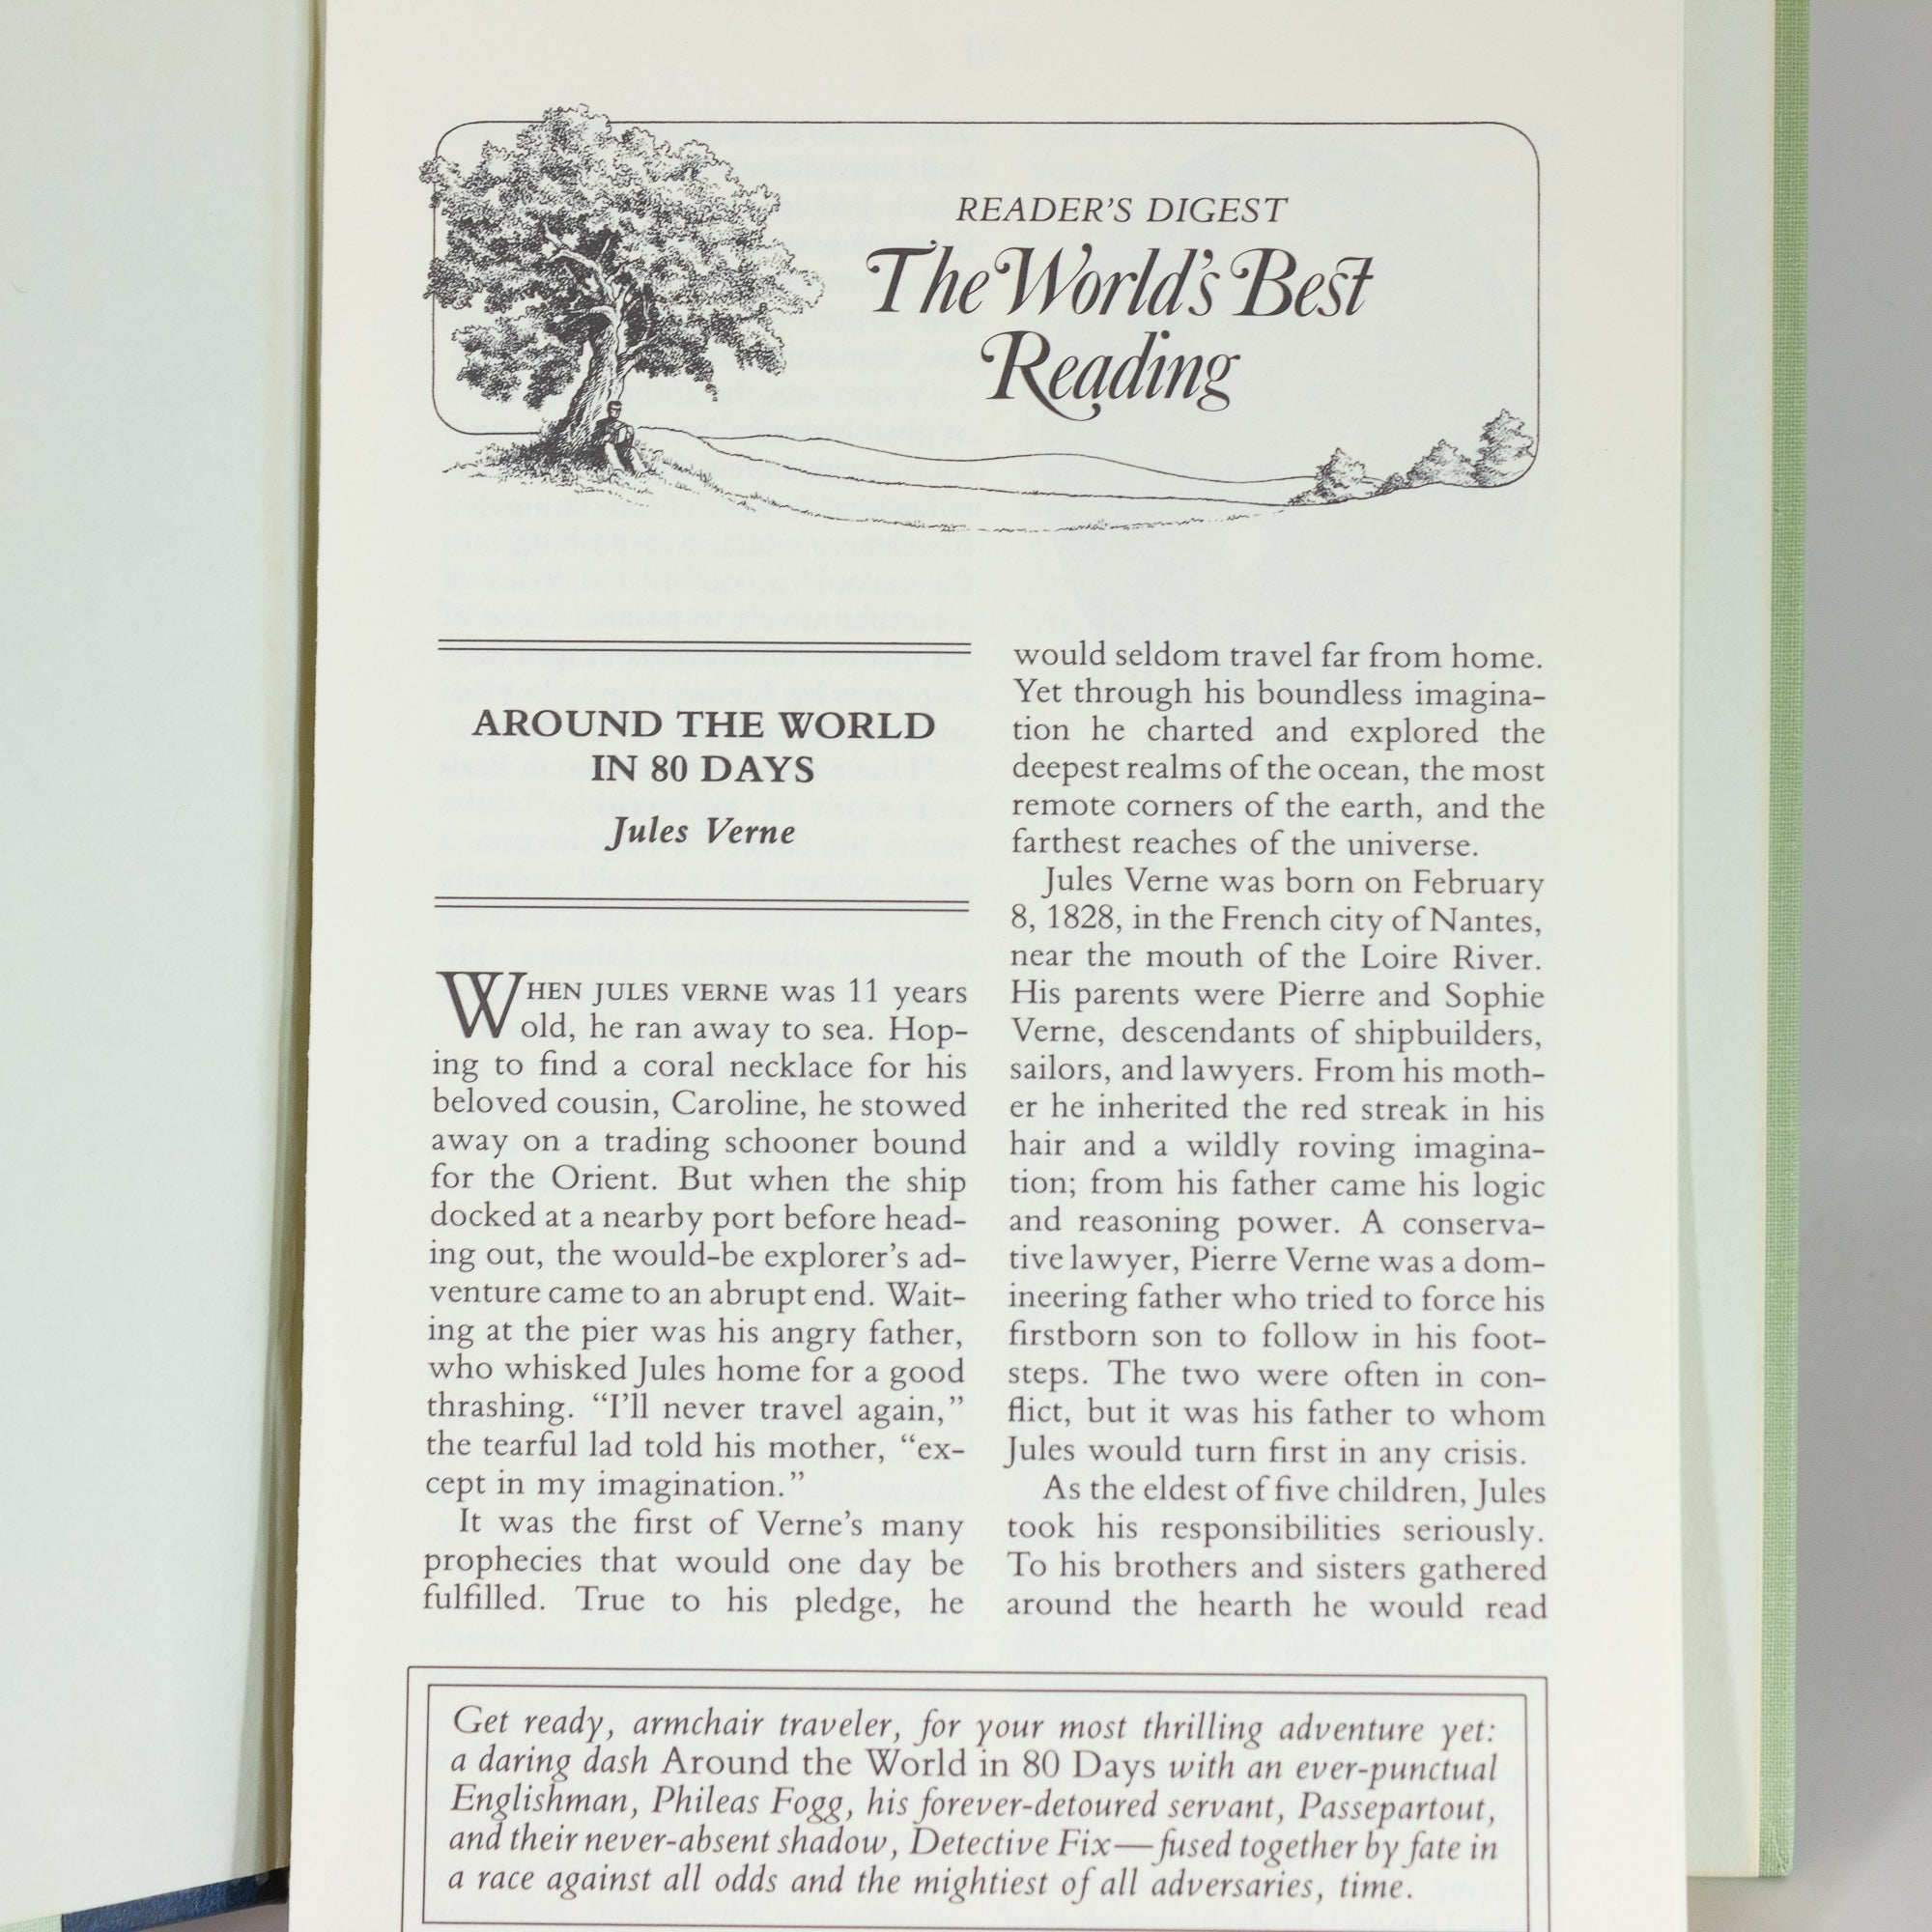 READER'S DIGEST
The World's Best
Reading
AROUND THE WORLD
IN 80 DAYS
Jules Verne
WHEN JULES VERNE was 11 years
old, he ran away to sea. Hop-
ing to find a coral necklace for his
beloved cousin, Caroline, he stowed
away on a trading schooner bound
for the Orient. But when the ship
docked at a nearby port before head-
ing out, the would-be explorer's ad-
venture came to an abrupt end. Wait-
ing at the pier was his angry father,
who whisked Jules home for a good
thrashing. “I'll never travel again,”
the tearful lad told his mother, “ex-
cept in my imagination.”
It was the first of Verne's many
prophecies that would one day be
fulfilled. True to his pledge, he
would seldom travel far from home.
Yet through his boundless imagina-
tion he charted and explored the
deepest realms of the ocean, the most
remote corners of the earth, and the
farthest reaches of the universe.
Jules Verne was born on February
8, 1828, in the French city of Nantes,
near the mouth of the Loire River.
His parents were Pierre and Sophie
Verne, descendants of shipbuilders,
sailors, and lawyers. From his moth-
er he inherited the red streak in his
hair and a wildly roving imagina-
tion; from his father came his logic
and reasoning power. A conserva-
tive lawyer, Pierre Verne was a dom-
ineering father who tried to force his
firstborn son to follow in his foot-
steps. The two were often in con-
flict, but it was his father to whom
Jules would turn first in any crisis.
As the eldest of five children, Jules
took his responsibilities seriously.
To his brothers and sisters gathered
around the hearth he would read
Get ready, armchair traveler, for your most thrilling adventure yet:
a daring dash Around the World in 80 Days with an ever-punctual
Englishman, Phileas Fogg, his forever-detoured servant, Passepartout,
and their never-absent shadow, Detective Fix—fused together by fate in
a race against all odds and the mightiest of all adversaries, time.